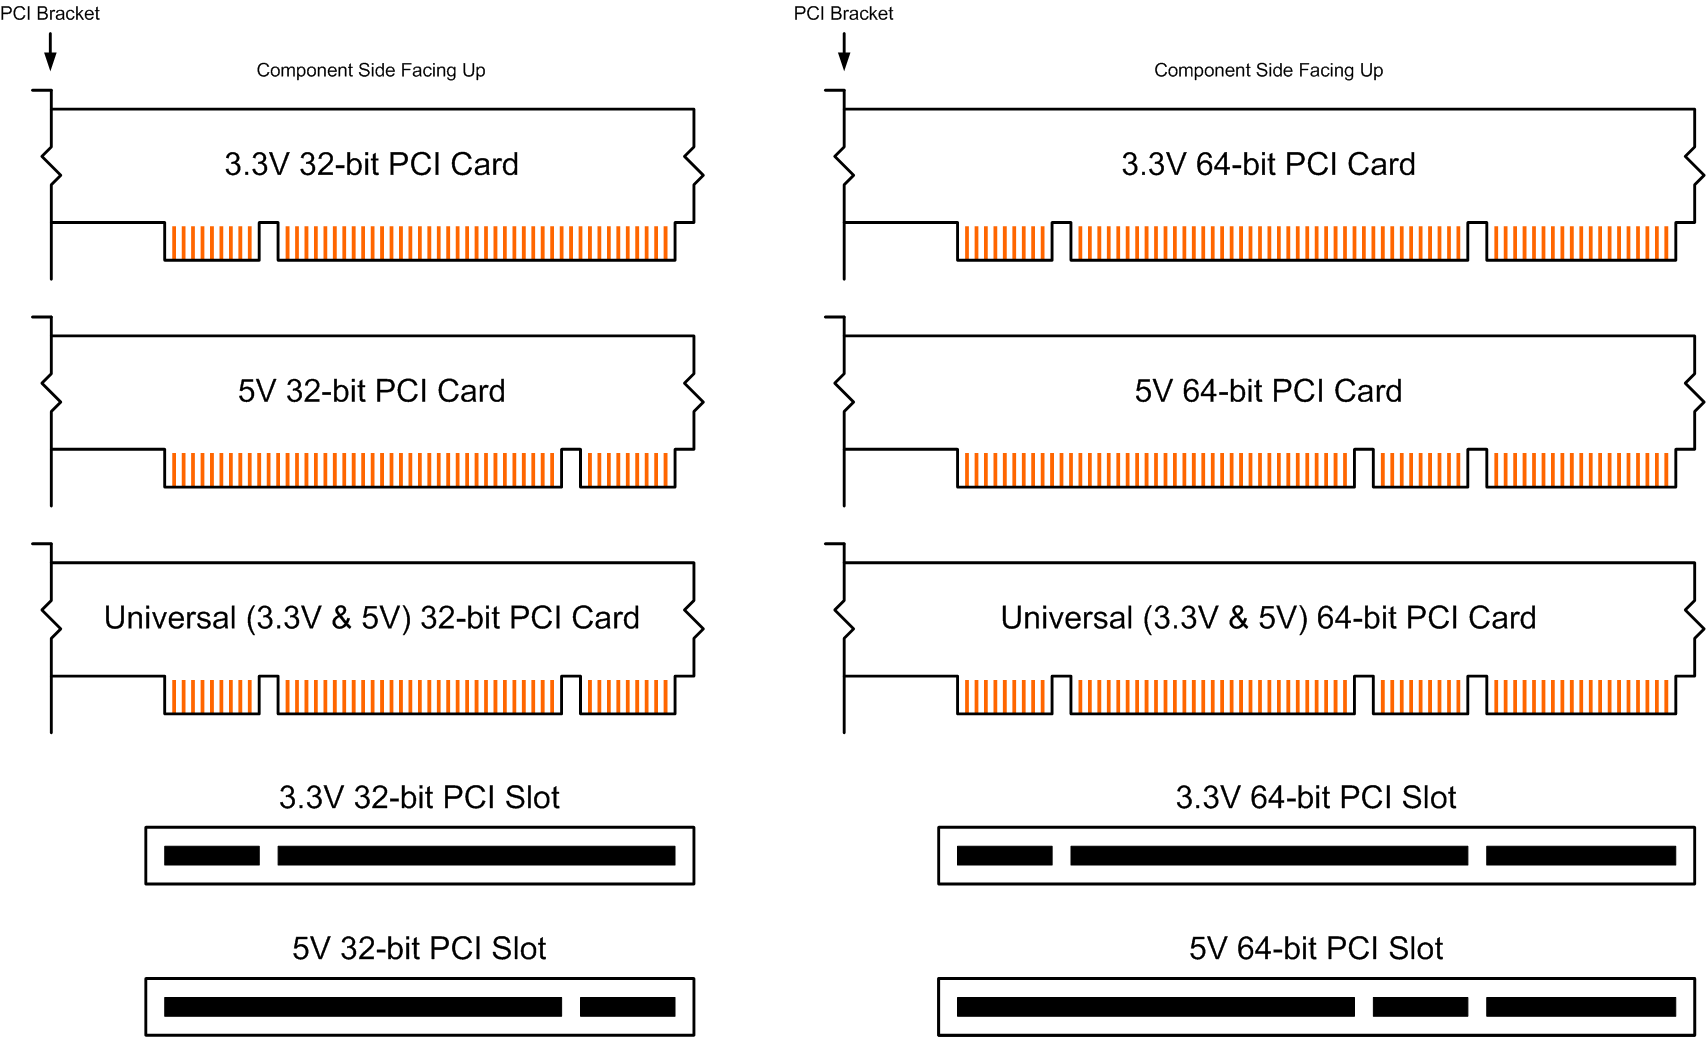 PCI Bracket
PCI Bracket
Component Side Facing Up
Component Side Facing Up
3.3V 32-bit PCI Card
3.3V 64-bit PCI Card
5V 32-bit PCI Card
5V 64-bit PCI Card
Universal (3.3V & 5V) 32-bit PCI Card
Universal (3.3V & 5V) 64-bit PCI Card
3.3V 32-bit PCI Slot
3.3V 64-bit PCI Slot
5V 32-bit PCI Slot
5V 64-bit PCI Slot